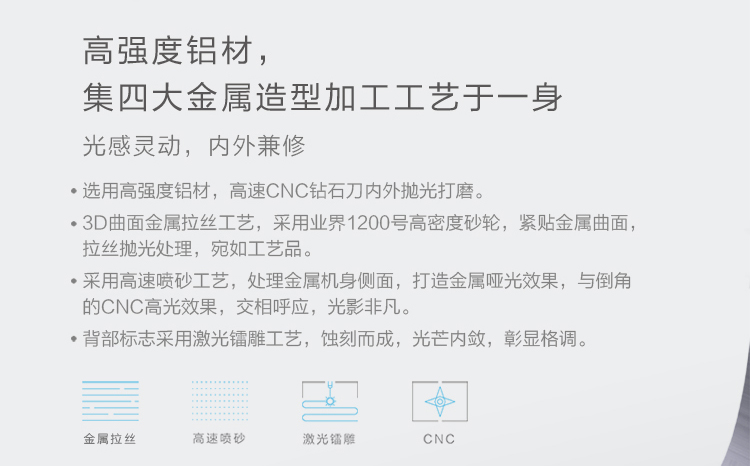 高强度铝材，
集四大金属造型加工工艺于一身
光感灵动，内外兼修
• 选用高强度铝材，高速CNC钻石刀内外抛光打磨。
• 3D曲面金属拉丝工艺，采用业界1200号高密度砂轮，紧贴金属曲面，
拉丝抛光处理，宛如工艺品。
• 采用高速喷砂工艺，处理金属机身侧面，打造金属哑光效果，与倒角
的CNC高光效果，交相呼应，光影非凡。
• 背部标志采用激光镭雕工艺，蚀刻而成，光芒内敛，彰显格调。
金属拉丝 高速喷砂 激光镭雕 CNC